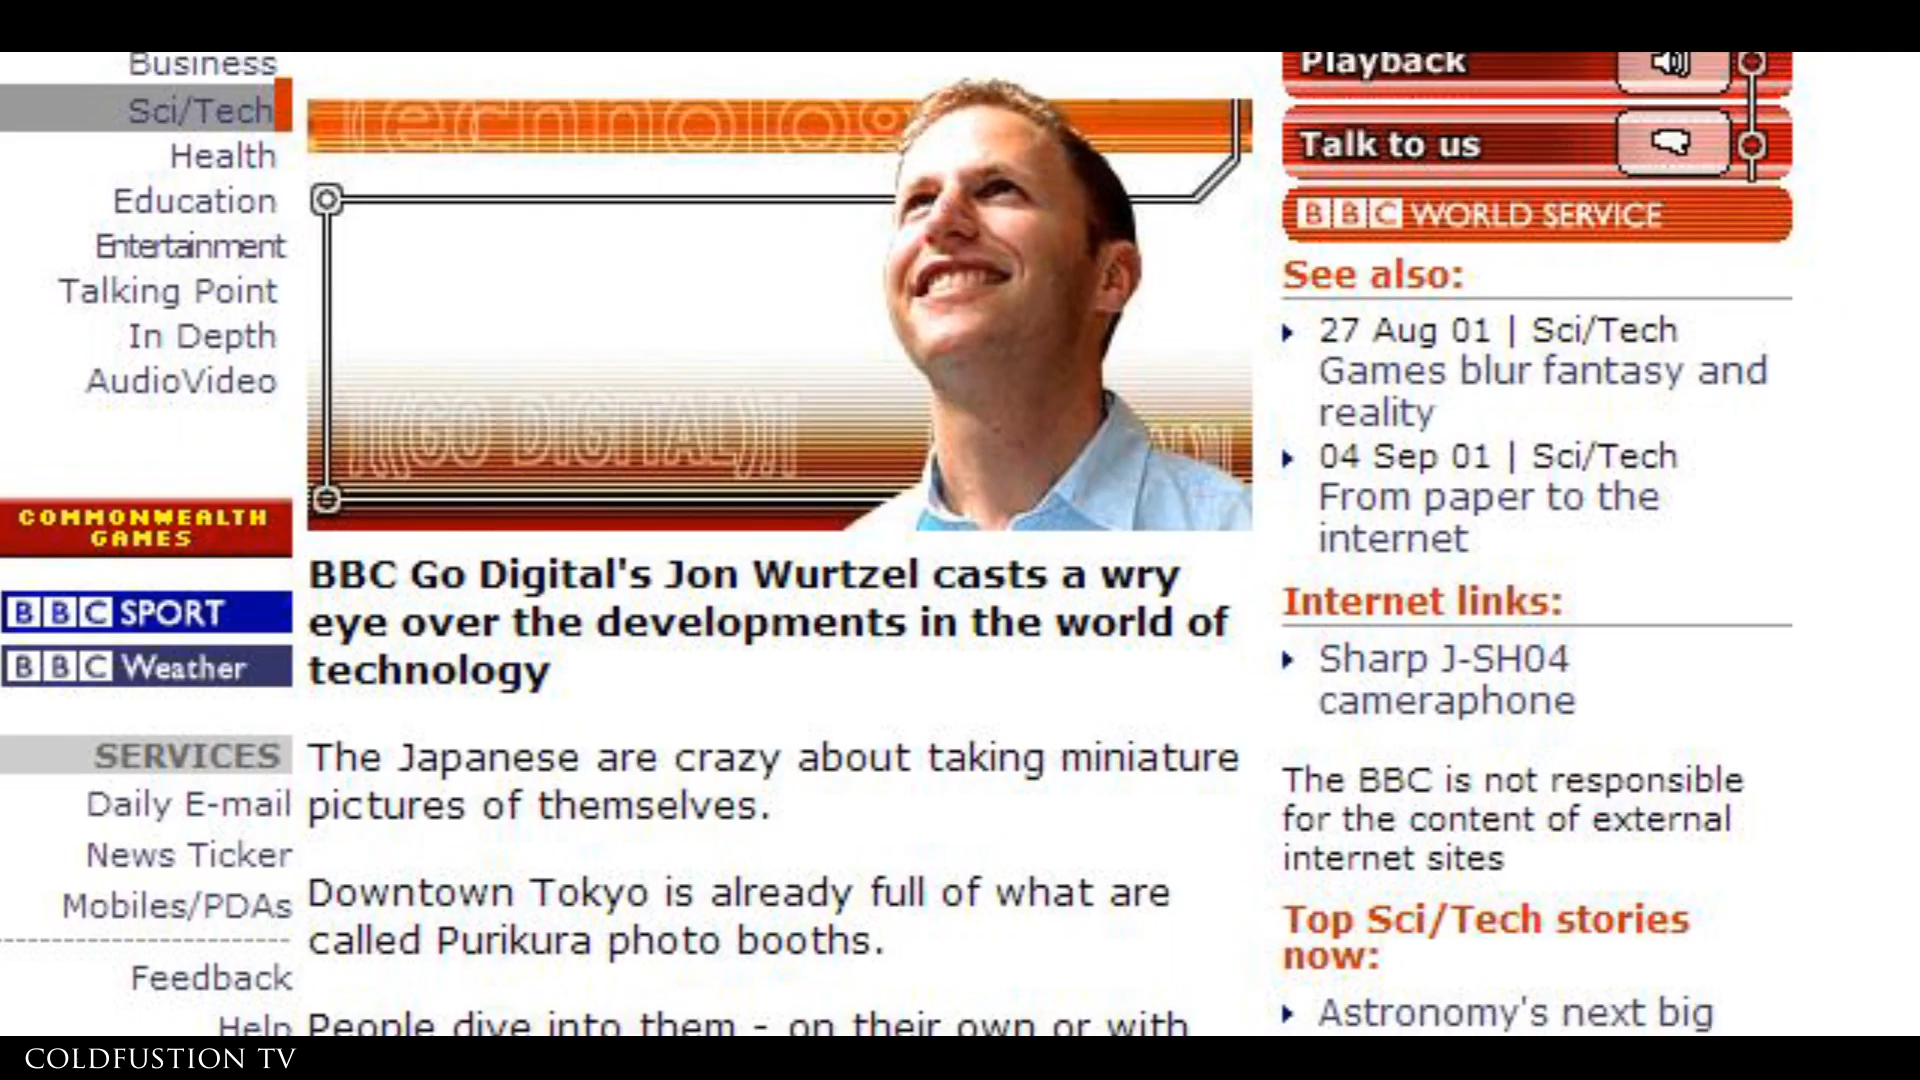 Business
Sci/Tech
Health
Education
Entertainment
Talking Point
In Depth
AudioVideo
COMMONWEALTH
GAMES
BBC SPORT
BBC Weather
SERVICES
Daily E-mail
News Ticker
Mobiles/PDAs
Feedback
Help
technolog
((GO DIGITAL))
BBC Go Digital's Jon Wurtzel casts a wry
eye over the developments in the world of
technology
The Japanese are crazy about taking miniature
pictures of themselves.
Downtown Tokyo is already full of what are
called Purikura photo booths.
People dive into them - on their own or with
Playback
Talk to us
BBC WORLD SERVICE
See also:
27 Aug 01 | Sci/Tech
Games blur fantasy and
reality
04 Sep 01 | Sci/Tech
From paper to the
internet
Internet links:
Sharp J-SH04
cameraphone
The BBC is not responsible
for the content of external
internet sites
Top Sci/Tech stories
now:
Astronomy's next big
COLDFUSTION TV